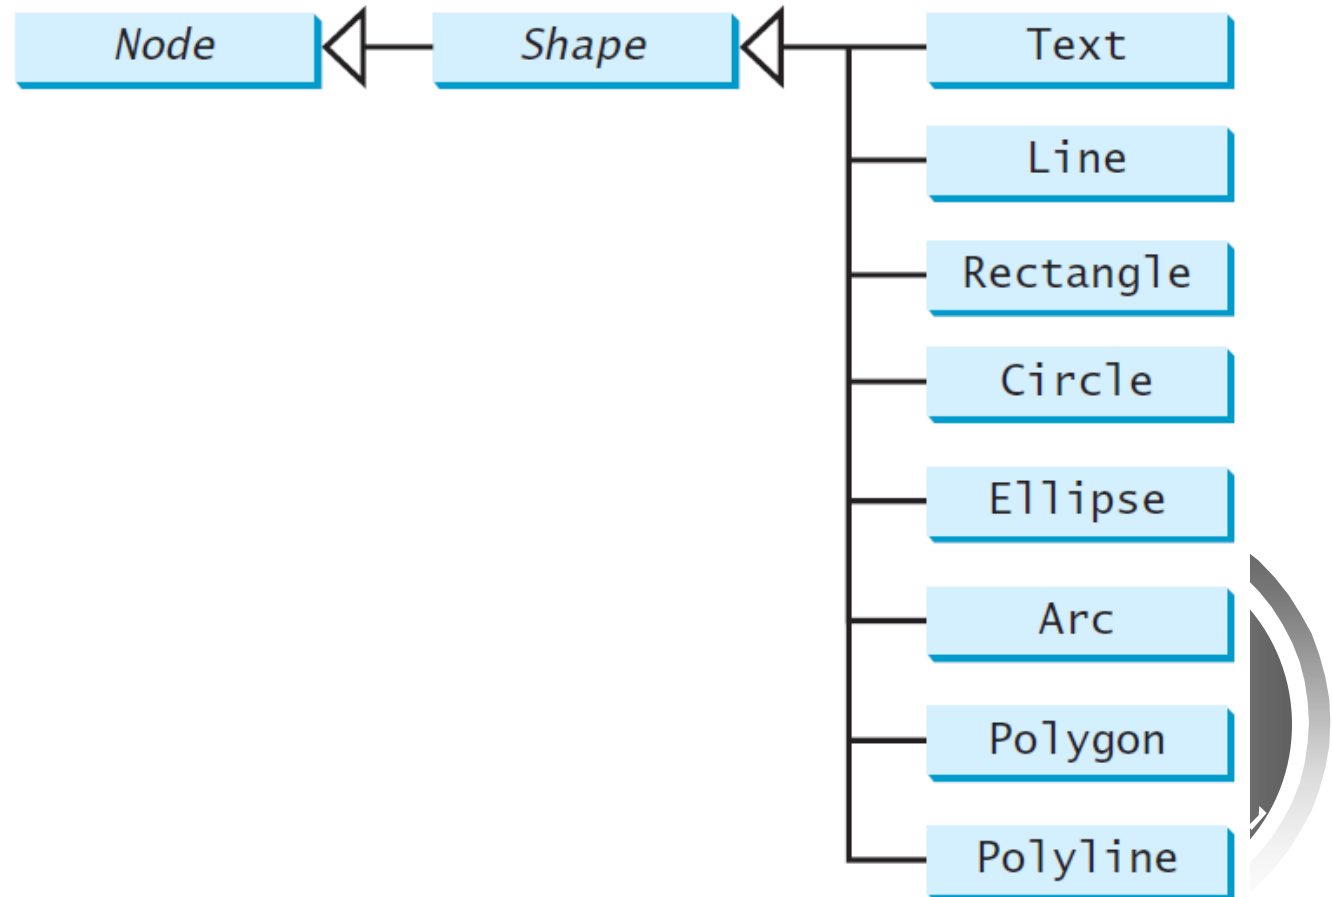 Node
Shape
Text
Line
Rectangle
Circle
Ellipse
Arc
Polygon
Polyline